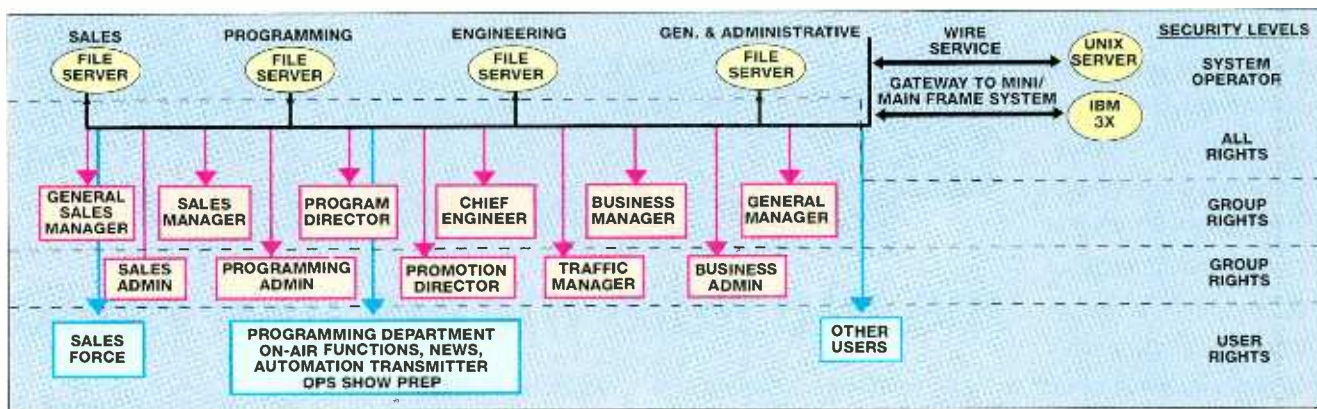 SALES
FILE
SERVER
PROGRAMMING
FILE
SERVER
ENGINEERING
FILE
SERVER
GEN. & ADMINISTRATIVE
FILE
SERVER
WIRE
SERVICE
GATEWAY TO MINI/
MAIN FRAME SYSTEM
UNIX
SERVER
IBM
3X
SECURITY LEVELS
SYSTEM
OPERATOR
ALL
RIGHTS
GENERAL
SALES
MANAGER
SALES
MANAGER
PROGRAM
DIRECTOR
CHIEF
ENGINEER
BUSINESS
MANAGER
GENERAL
MANAGER
GROUP
RIGHTS
SALES
ADMIN
PROGRAMMING
ADMIN
PROMOTION
DIRECTOR
TRAFFIC
MANAGER
BUSINESS
ADMIN
GROUP
RIGHTS
SALES
FORCE
PROGRAMMING DEPARTMENT
ON-AIR FUNCTIONS, NEWS,
AUTOMATION TRANSMITTER
OPS SHOW PREP
OTHER
USERS
USER
RIGHTS